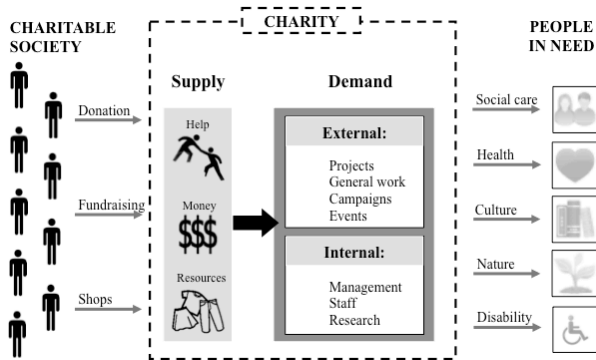 CHARITABLE
SOCIETY
Donation
Fundraising
Shops
CHARITY
Supply
Help
Money
$$$
Resources
Demand
External:
Projects
General work
Campaigns
Events
Internal:
Management
Staff
Research
PEOPLE
IN NEED
Social care
Health
Culture
Nature
Disability